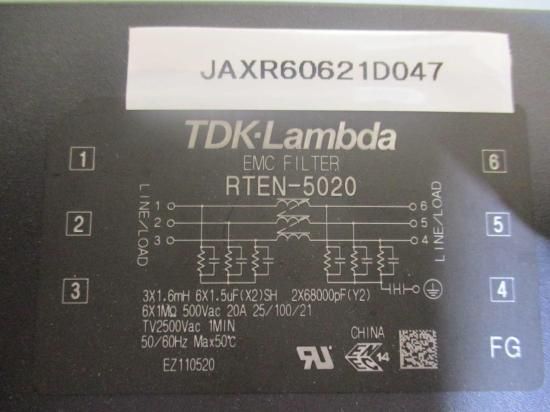 JAXR60621D047
TDK·Lambda
EMC FILTER
RTEN-5020
1
2
3
LINE/LOAD
1
2
3
6
5
4
LINE/LOAD
6
5
4
3X1.6mH 6X1.5uF(X2)SH 2X68000pF(Y2)
6X1MΩ 500Vac 20A 25/100/21
TV2500Vac 1MIN
50/60Hz Max50℃
EZ110520
CHINA
14
FG